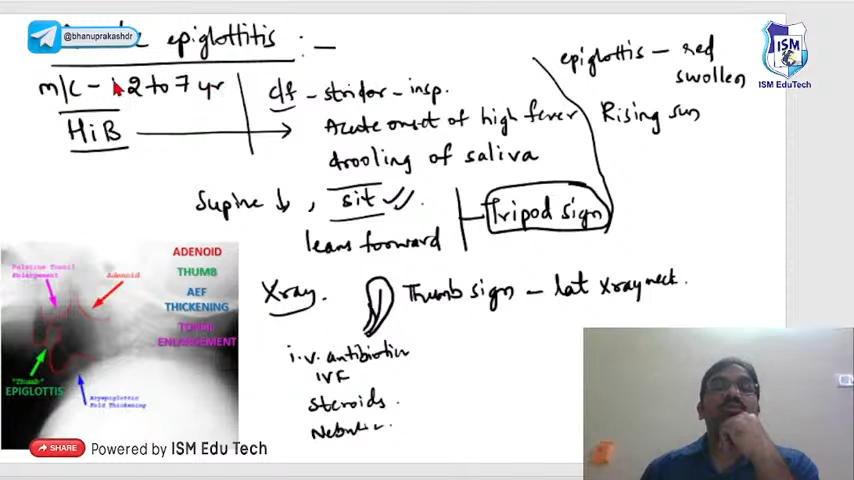 @bhanuprakashdr
epiglottitis : –
m/c – 2 to 7 yr
HiB
c/f – stridor – insp.
Acute onset of high fever
drooling of saliva
Supine ↓ , sit ✓✓ .
leans forward
Tripod sign
epiglottis – red
swollen
Rising sun
ISM
ISM EduTech
Palatine Tonsil
Enlargement
Adenoid
"Thumb"
EPIGLOTTIS
Aryepiglottic
Fold Thickening
ADENOID
THUMB
AEF
THICKENING
TONSIL
ENLARGEMENT
Xray.
Thumb sign – lat Xray neck.
i.v. antibiotics
IVF
Steroids .
SHARE
Powered by ISM Edu Tech